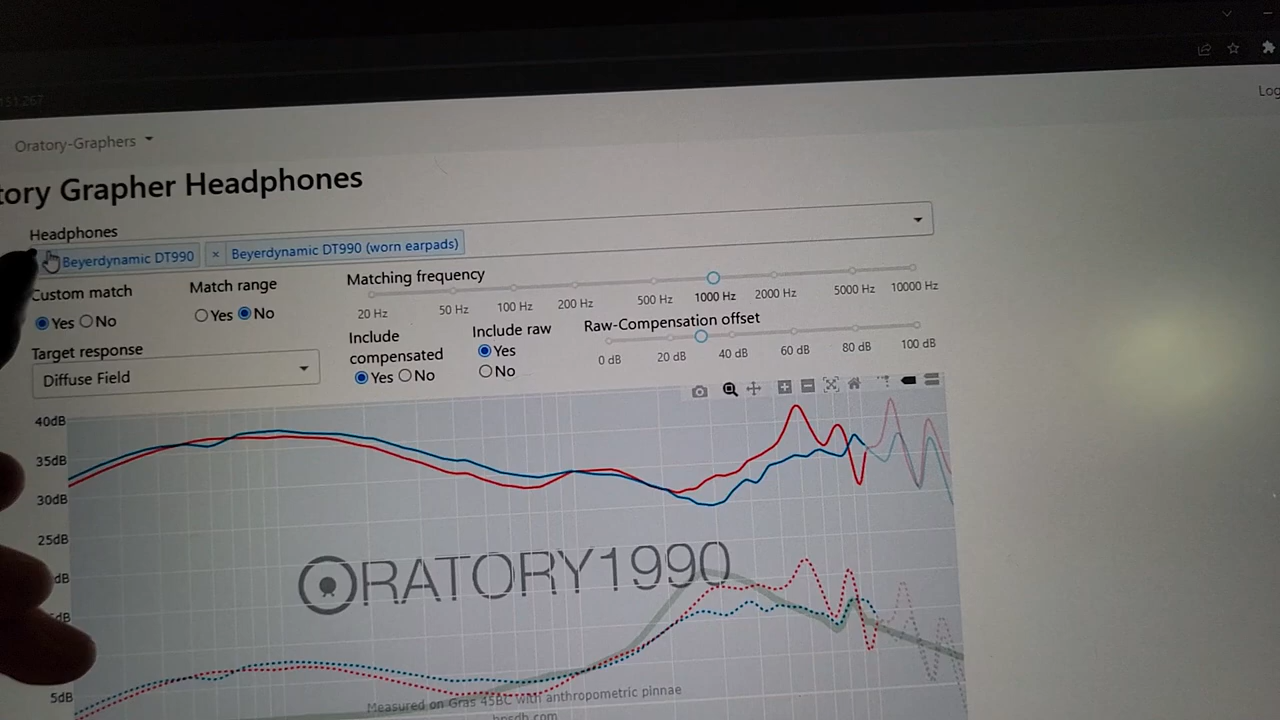 Oratory-Graphers
tory Grapher Headphones
Headphones
Beyerdynamic DT990 × Beyerdynamic DT990 (worn earpads)
Custom match
Yes No
Match range
Yes No
Matching frequency
20 Hz 50 Hz 100 Hz 200 Hz 500 Hz 1000 Hz 2000 Hz 5000 Hz 10000 Hz
Target response
Diffuse Field
Include
compensated
Yes No
Include raw
Yes
No
Raw-Compensation offset
0 dB 20 dB 40 dB 60 dB 80 dB 100 dB
40dB
35dB
30dB
25dB
dB
dB
5dB
ORATORY1990
Measured on Gras 45BC with anthropometric pinnae
Log